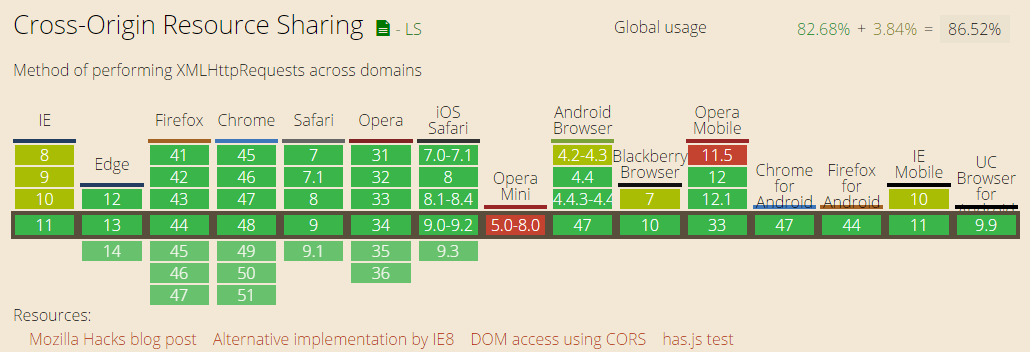 Cross-Origin Resource Sharing - LS Global usage 82.68% + 3.84% = 86.52%
Method of performing XMLHttpRequests across domains
IE Edge Firefox Chrome Safari Opera iOS Safari Opera Mini Android Browser Blackberry Browser Opera Mobile Chrome for Android Firefox for Android IE Mobile UC Browser for Android
8 41 45 7 31 7.0-7.1 4.2-4.3 11.5
9 42 46 7.1 32 8 4.4 12
10 12 43 47 8 33 8.1-8.4 4.4.3-4.4 7 12.1 10
11 13 44 48 9 34 9.0-9.2 5.0-8.0 47 10 33 47 44 11 9.9
14 45 49 9.1 35 9.3
46 50 36
47 51
Resources:
Mozilla Hacks blog post Alternative implementation by IE8 DOM access using CORS has.js test